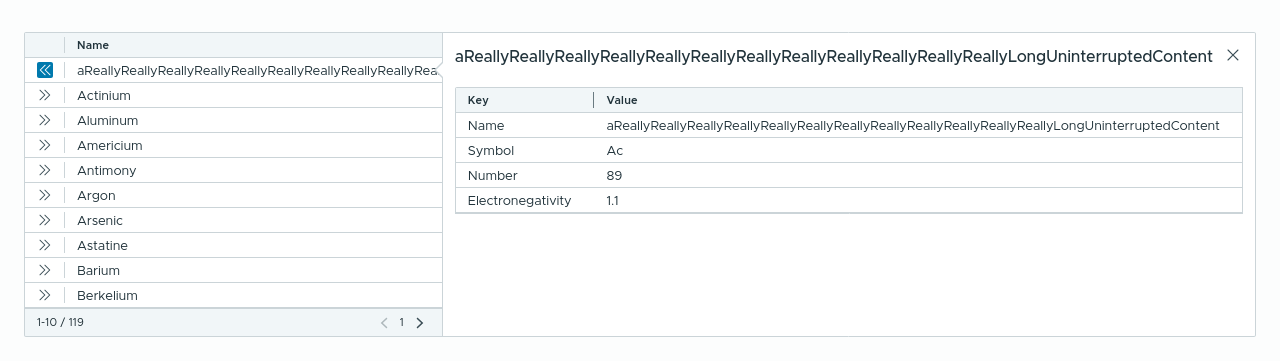 Name
aReallyReallyReallyReallyReallyReallyReallyReallyReallyRea
Actinium
Aluminum
Americium
Antimony
Argon
Arsenic
Astatine
Barium
Berkelium
1-10 / 119
1
aReallyReallyReallyReallyReallyReallyReallyReallyReallyReallyReallyReallyLongUninterruptedContent
Key Value
Name aReallyReallyReallyReallyReallyReallyReallyReallyReallyReallyReallyReallyLongUninterruptedContent
Symbol Ac
Number 89
Electronegativity 1.1